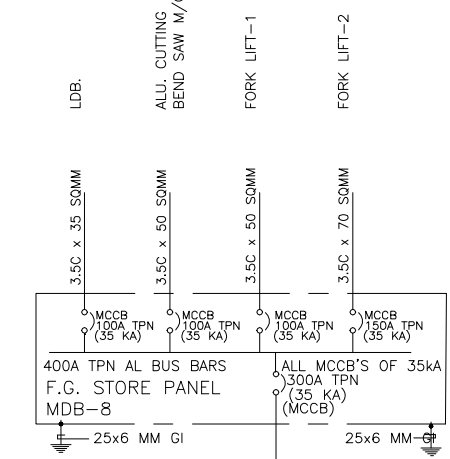 LDB.
ALU. CUTTING
BEND SAW M/
FORK LIFT-1
FORK LIFT-2
3.5C x 35 SQMM
3.5C x 50 SQMM
3.5C x 50 SQMM
3.5C x 70 SQMM
MCCB
100A TPN
(35 KA)
MCCB
100A TPN
(35 KA)
MCCB
100A TPN
(35 KA)
MCCB
150A TPN
(35 KA)
400A TPN AL BUS BARS
ALL MCCB'S OF 35kA
F.G. STORE PANEL
MDB-8
300A TPN
(35 KA)
(MCCB)
25x6 MM GI
25x6 MM GI